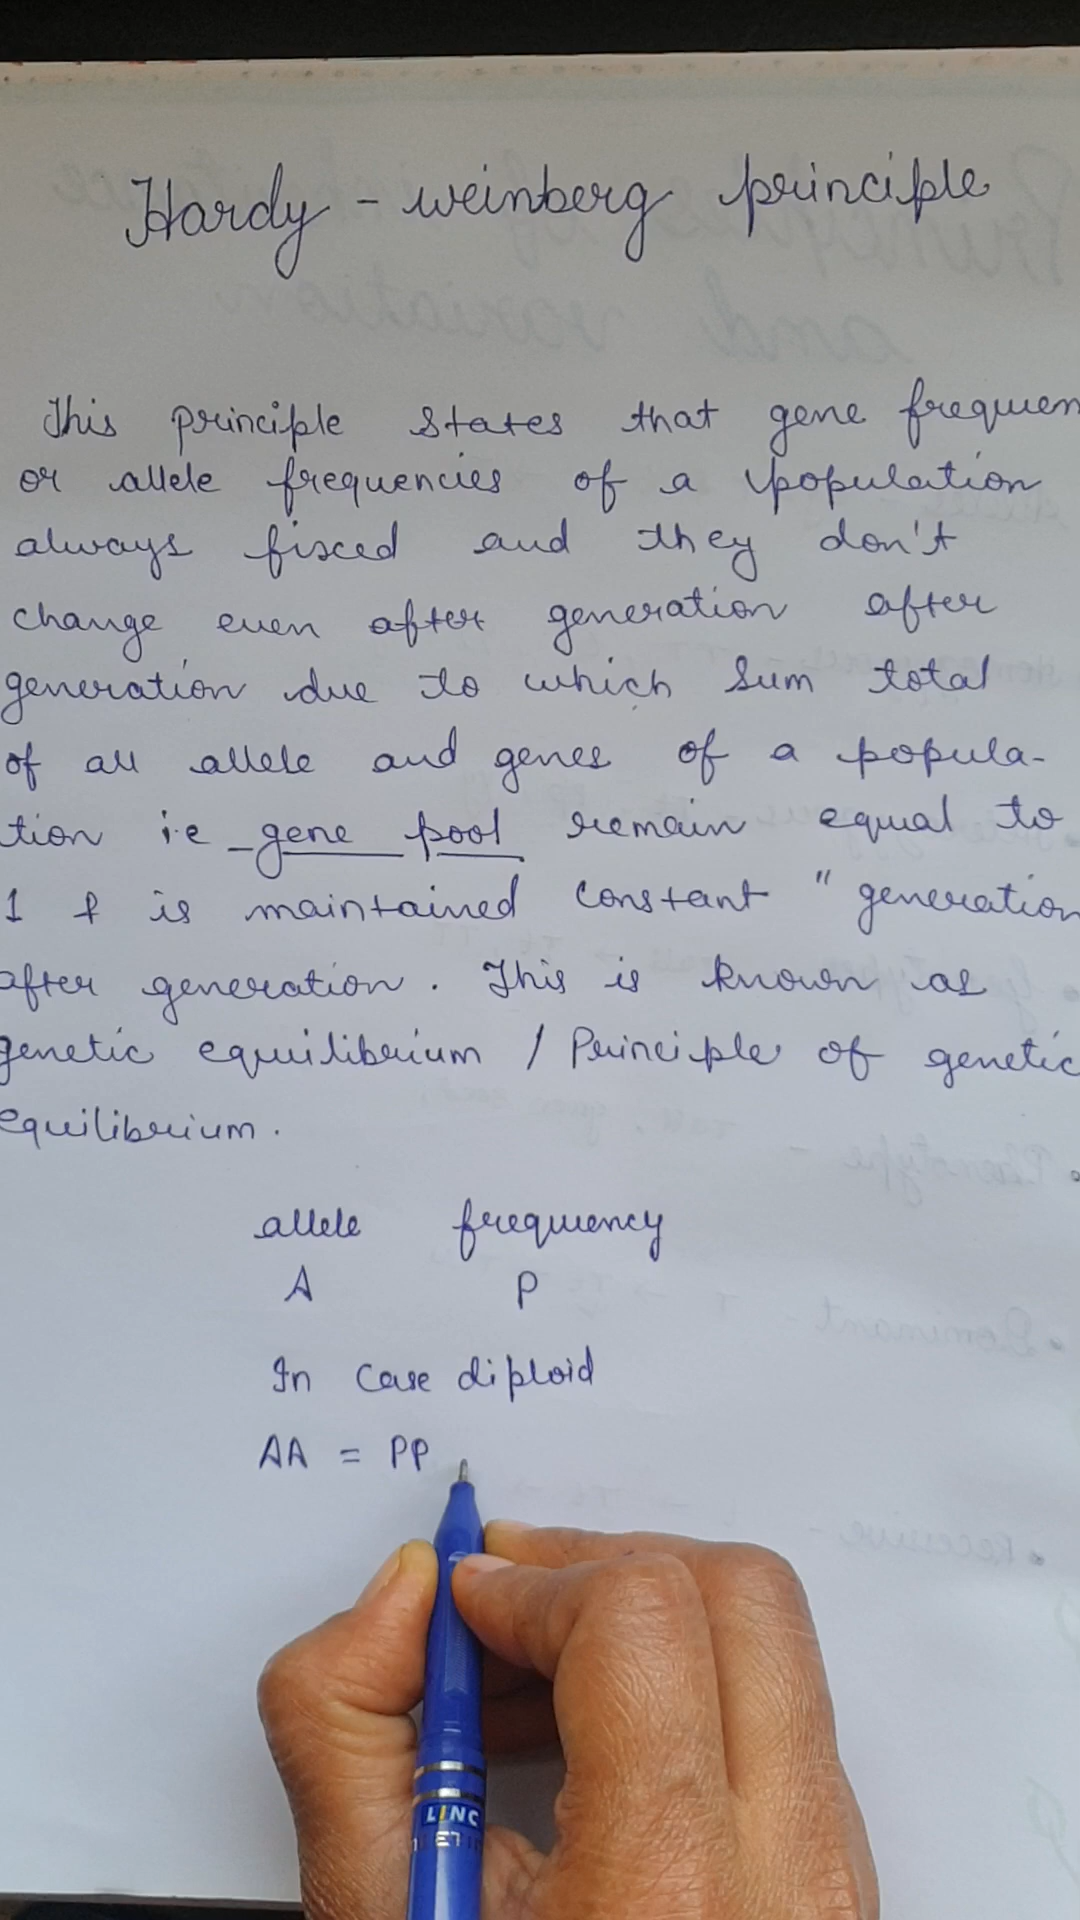 Hardy - weinberg principle
This principle states that gene frequen
or allele frequencies of a population
always fixed and they don't
change even after generation after
generation due to which sum total
of all allele and genes of a popula-
tion i.e gene pool remain equal to
1 & is maintained constant " generation
after generation. This is known as
genetic equilibrium / Principle of genetic
equilibrium.
allele frequency
A P
In case diploid
AA = PP
LINC